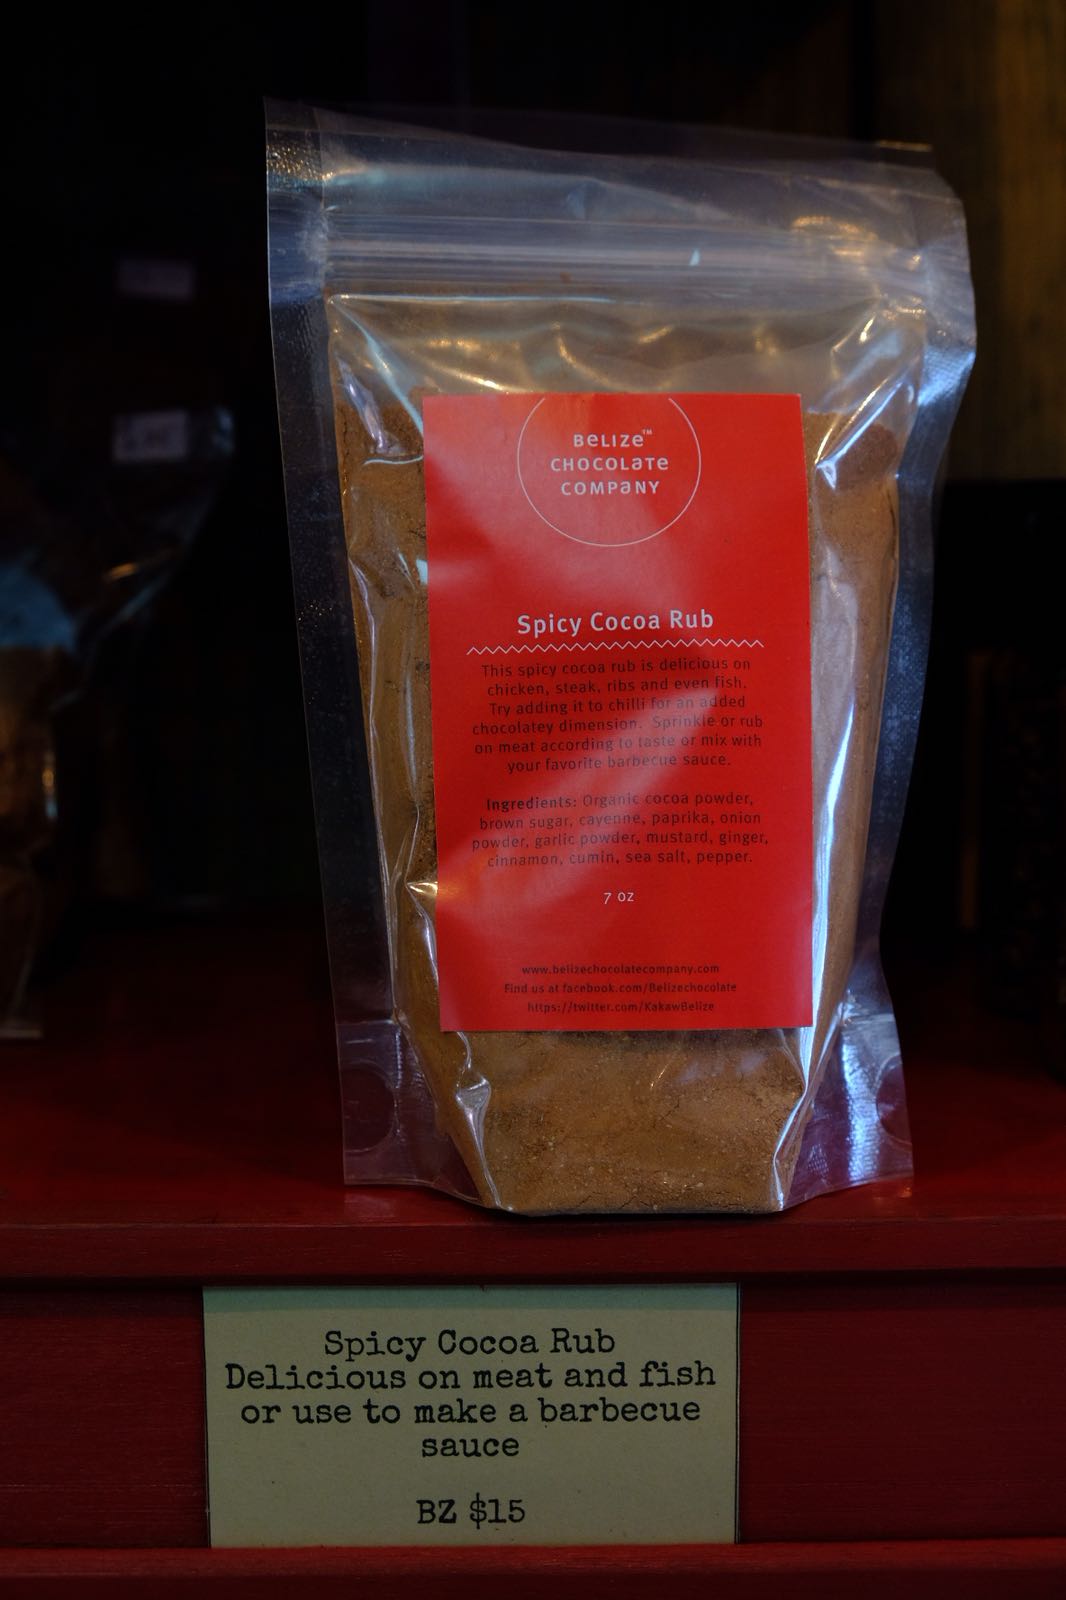 BELIZE™
CHOCOLATE
COMPANY
Spicy Cocoa Rub
This spicy cocoa rub is delicious on
chicken, steak, ribs and even fish.
Try adding it to chilli for an added
chocolatey dimension. Sprinkle or rub
on meat according to taste or mix with
your favorite barbecue sauce.
Ingredients: Organic cocoa powder,
brown sugar, cayenne, paprika, onion
powder, garlic powder, mustard, ginger,
cinnamon, cumin, sea salt, pepper.
7 oz
www.belizechocolatecompany.com
Find us at facebook.com/Belizechocolate
https://twitter.com/KakawBelize
Spicy Cocoa Rub
Delicious on meat and fish
or use to make a barbecue
sauce
BZ $15